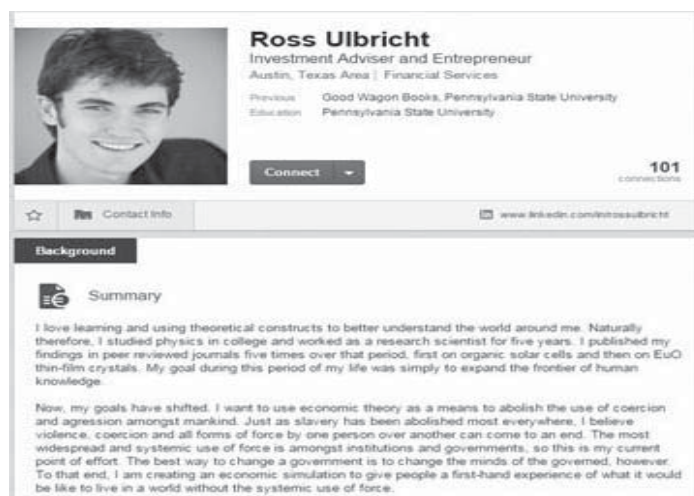 Ross Ulbricht
Investment Adviser and Entrepreneur
Austin, Texas Area | Financial Services
Previous Good Wagon Books, Pennsylvania State University
Education Pennsylvania State University
Connect
101
connections
Contact Info
www.linkedin.com/in/rossulbricht
Background
Summary
I love learning and using theoretical constructs to better understand the world around me. Naturally
therefore, I studied physics in college and worked as a research scientist for five years. I published my
findings in peer reviewed journals five times over that period, first on organic solar cells and then on EuO
thin-film crystals. My goal during this period of my life was simply to expand the frontier of human
knowledge.
Now, my goals have shifted. I want to use economic theory as a means to abolish the use of coercion
and agression amongst mankind. Just as slavery has been abolished most everywhere, I believe
violence, coercion and all forms of force by one person over another can come to an end. The most
widespread and systemic use of force is amongst institutions and governments, so this is my current
point of effort. The best way to change a government is to change the minds of the governed, however.
To that end, I am creating an economic simulation to give people a first-hand experience of what it would
be like to live in a world without the systemic use of force.